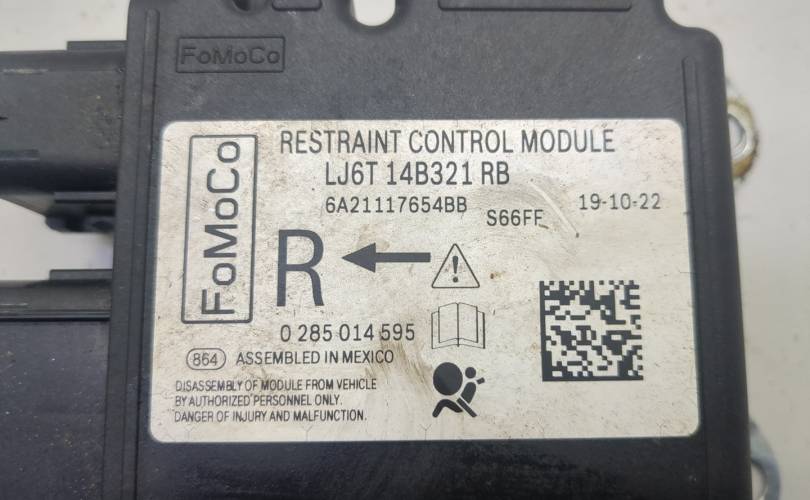 FoMoCo
FoMoCo
RESTRAINT CONTROL MODULE
LJ6T 14B321 RB
6A21117654BB S66FF 19-10-22
R
0 285 014 595
864 ASSEMBLED IN MEXICO
DISASSEMBLY OF MODULE FROM VEHICLE
BY AUTHORIZED PERSONNEL ONLY.
DANGER OF INJURY AND MALFUNCTION.